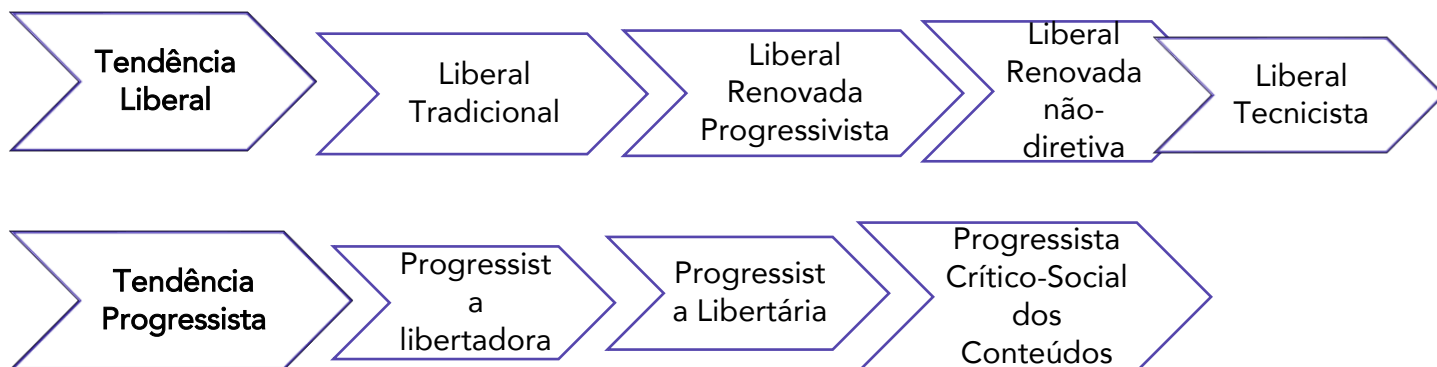 Tendência
Liberal
Liberal
Tradicional
Liberal
Renovada
Progressivista
Liberal
Renovada
não-
diretiva
Liberal
Tecnicista
Tendência
Progressista
Progressist
a
libertadora
Progressist
a Libertária
Progressista
Crítico-Social
dos
Conteúdos